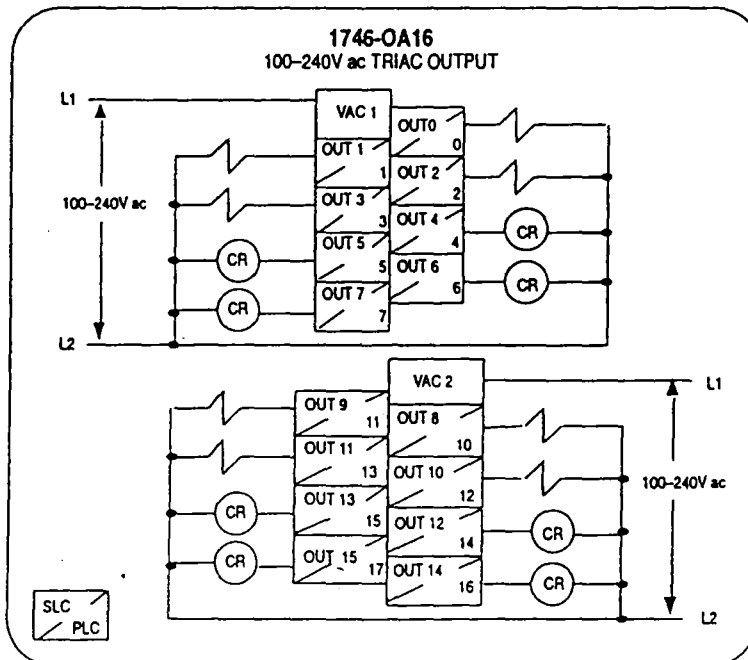 1746-OA16
100–240V ac TRIAC OUTPUT
L1
VAC 1
OUT0
0
OUT 1
1
OUT 2
2
100–240V ac
OUT 3
3
OUT 4
4
CR
OUT 5
5
CR
OUT 6
6
CR
OUT 7
7
CR
L2
VAC 2
L1
OUT 9
11
OUT 8
10
OUT 11
13
OUT 10
12
100–240V ac
CR
OUT 13
15
OUT 12
14
CR
CR
OUT 15
17
OUT 14
16
CR
SLC
PLC
L2